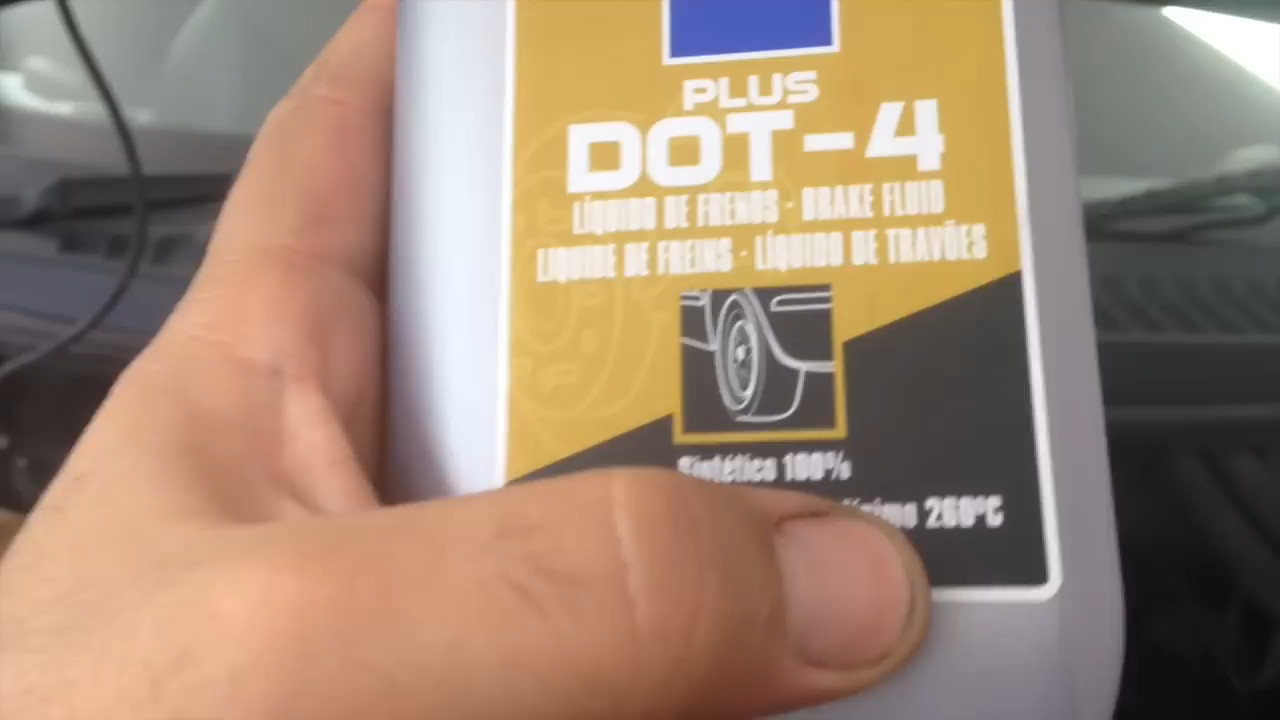 PLUS
DOT-4
LÍQUIDO DE FRENOS · BRAKE FLUID
LIQUIDE DE FREINS · LÍQUIDO DE TRAVÕES
Sintético 100%
260ºC